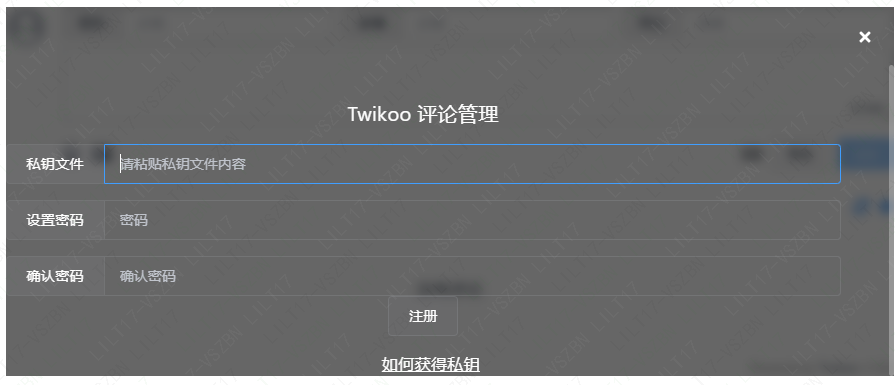 Twikoo 评论管理
私钥文件 请粘贴私钥文件内容
设置密码 密码
确认密码 确认密码
注册
如何获得私钥